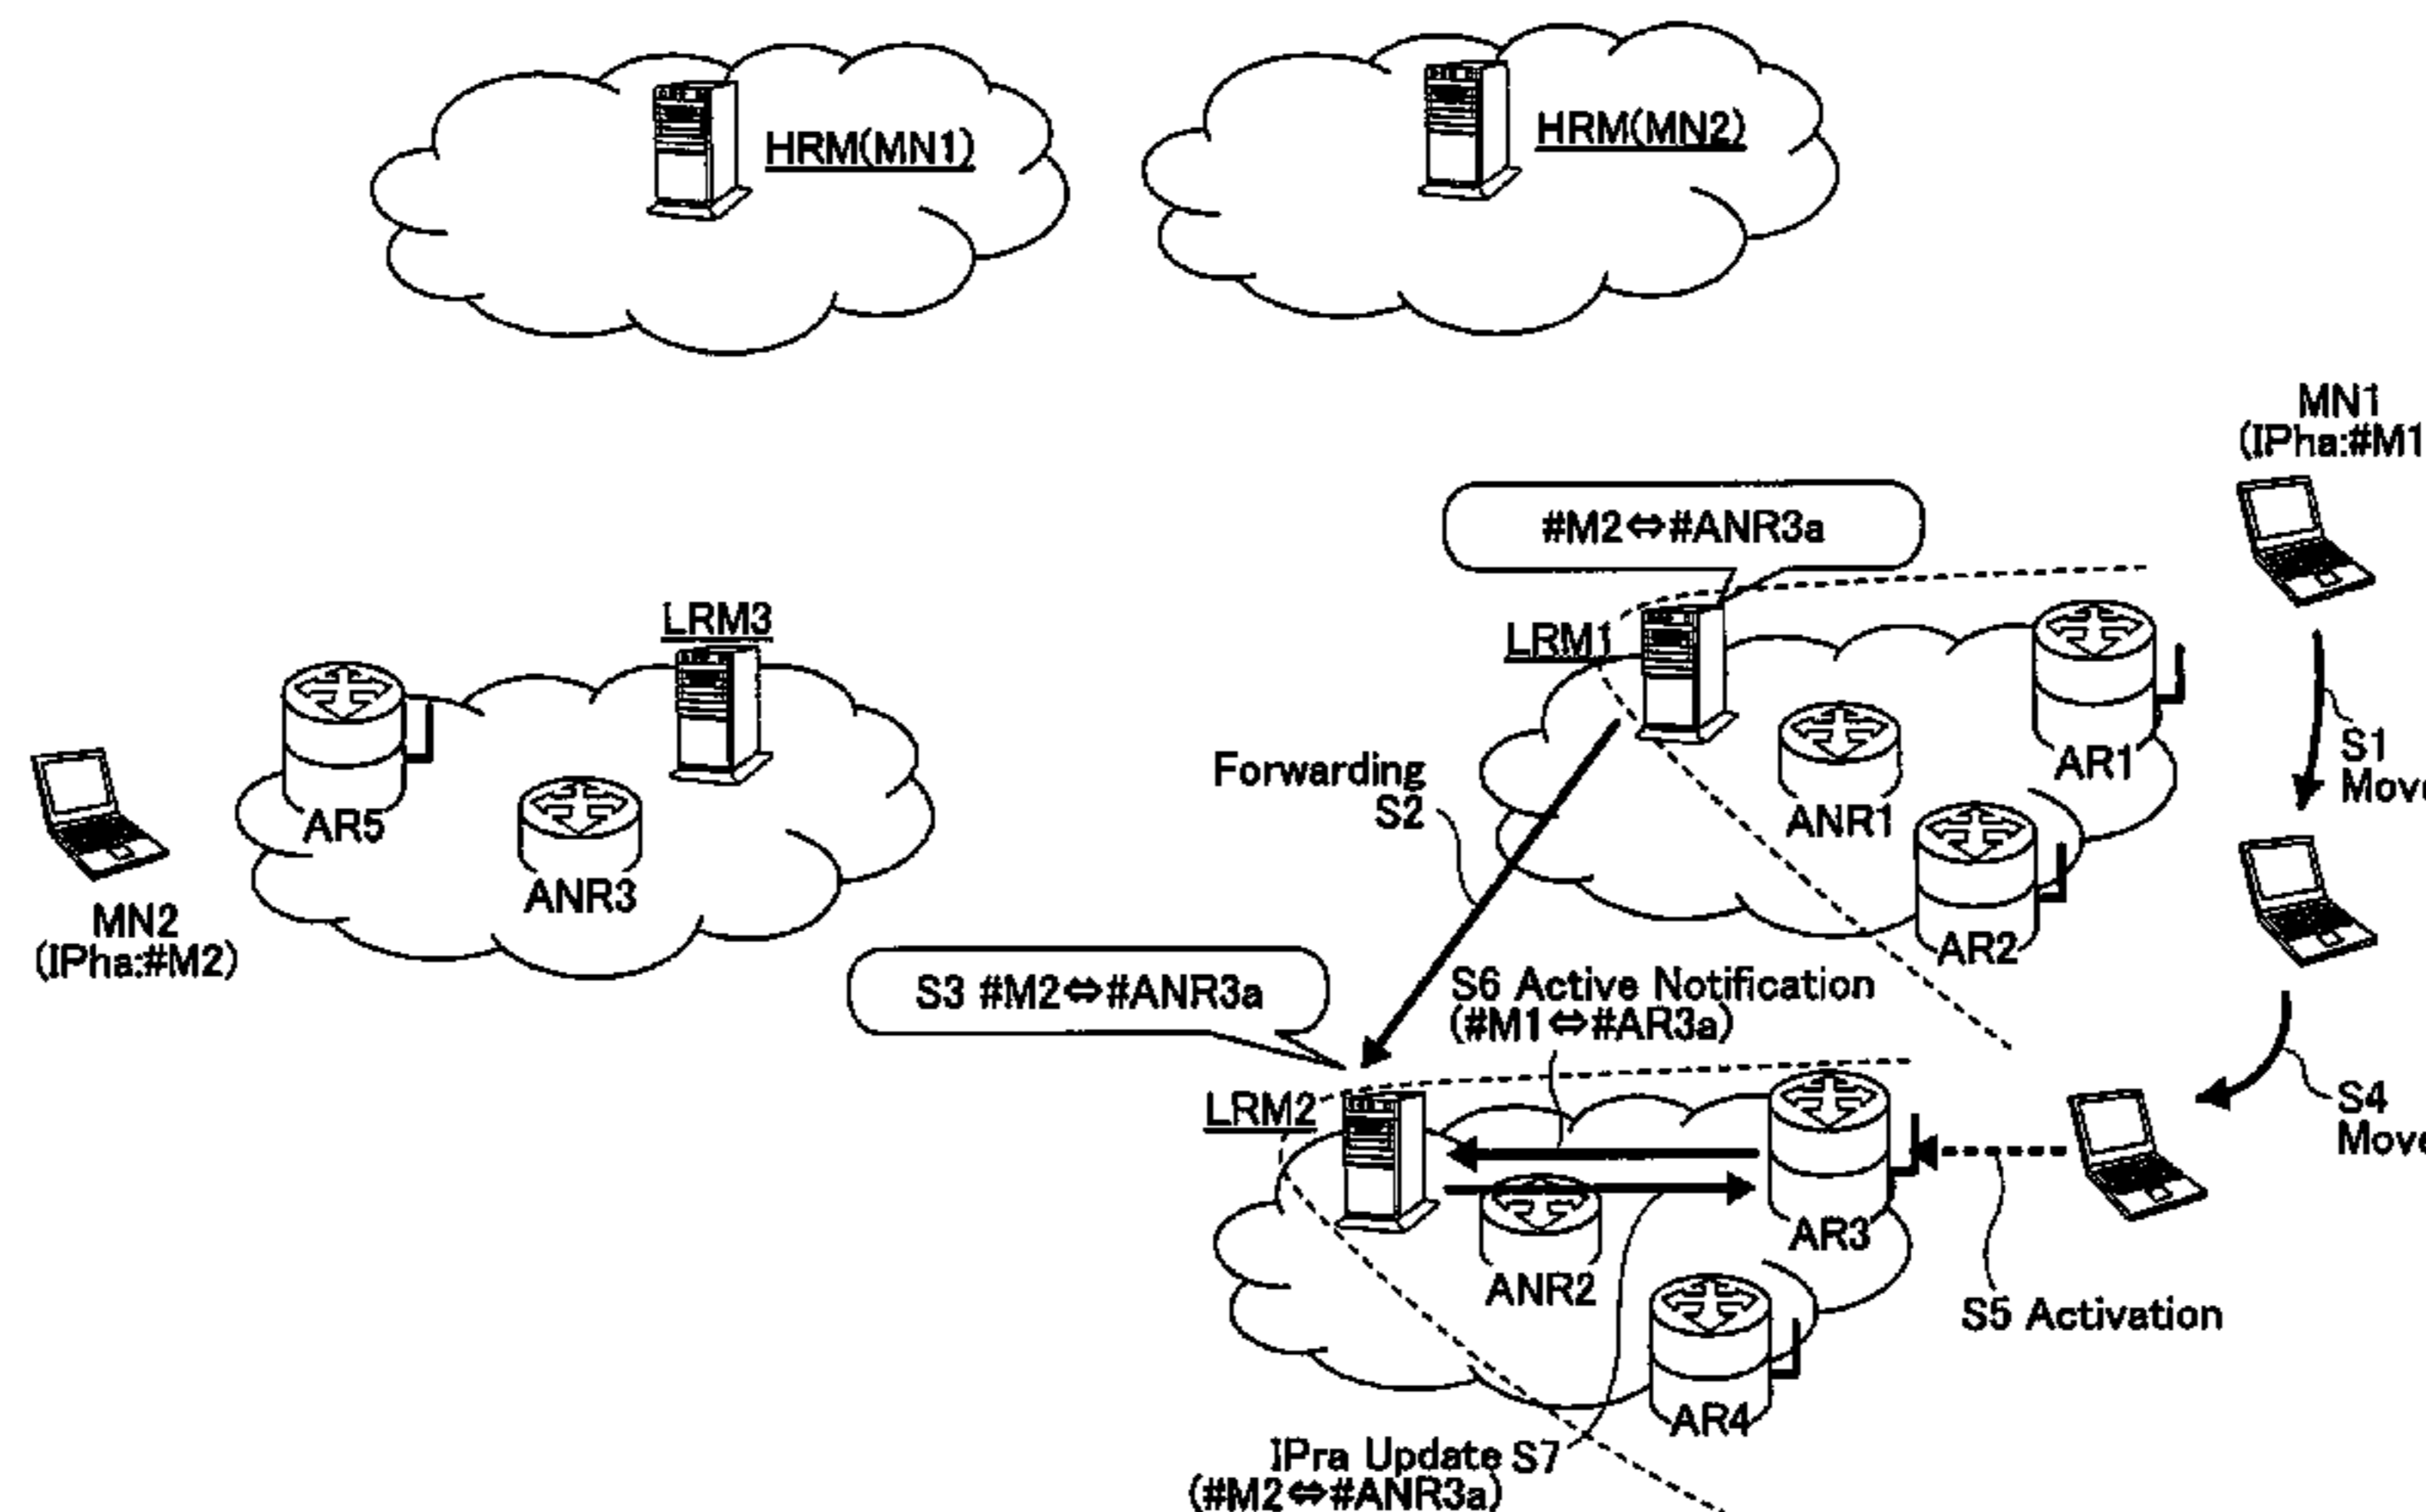 HRM(MN1)
HRM(MN2)
MN1
(IPha:#M1
#M2⇔#ANR3a
LRM3
LRM1
AR1
S1
Move
Forwarding
S2
ANR1
AR5
ANR3
AR2
MN2
(IPha:#M2)
S3 #M2⇔#ANR3a
S6 Active Notification
(#M1⇔#AR3a)
LRM2
S4
Move
AR3
ANR2
S5 Activation
AR4
IPra Update S7
(#M2⇔#ANR3a)